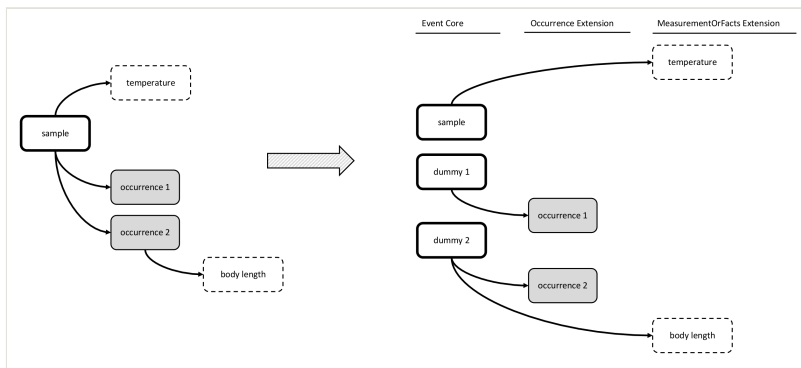 Event Core
Occurrence Extension
MeasurementOrFacts Extension
temperature
sample
occurrence 1
occurrence 2
body length
temperature
sample
dummy 1
occurrence 1
dummy 2
occurrence 2
body length